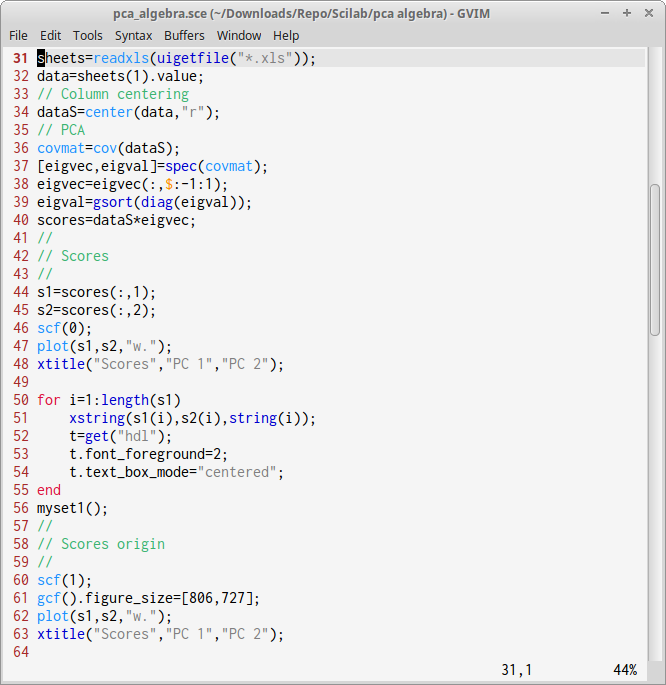 pca_algebra.sce (~/Downloads/Repo/Scilab/pca algebra) - GVIM
File Edit Tools Syntax Buffers Window Help
31 sheets=readxls(uigetfile("*.xls"));
32 data=sheets(1).value;
33 // Column centering
34 dataS=center(data,"r");
35 // PCA
36 covmat=cov(dataS);
37 [eigvec,eigval]=spec(covmat);
38 eigvec=eigvec(:,$:-1:1);
39 eigval=gsort(diag(eigval));
40 scores=dataS*eigvec;
41 //
42 // Scores
43 //
44 s1=scores(:,1);
45 s2=scores(:,2);
46 scf(0);
47 plot(s1,s2,"w.");
48 xtitle("Scores","PC 1","PC 2");
49
50 for i=1:length(s1)
51     xstring(s1(i),s2(i),string(i));
52     t=get("hdl");
53     t.font_foreground=2;
54     t.text_box_mode="centered";
55 end
56 myset1();
57 //
58 // Scores origin
59 //
60 scf(1);
61 gcf().figure_size=[806,727];
62 plot(s1,s2,"w.");
63 xtitle("Scores","PC 1","PC 2");
64
31,1 44%